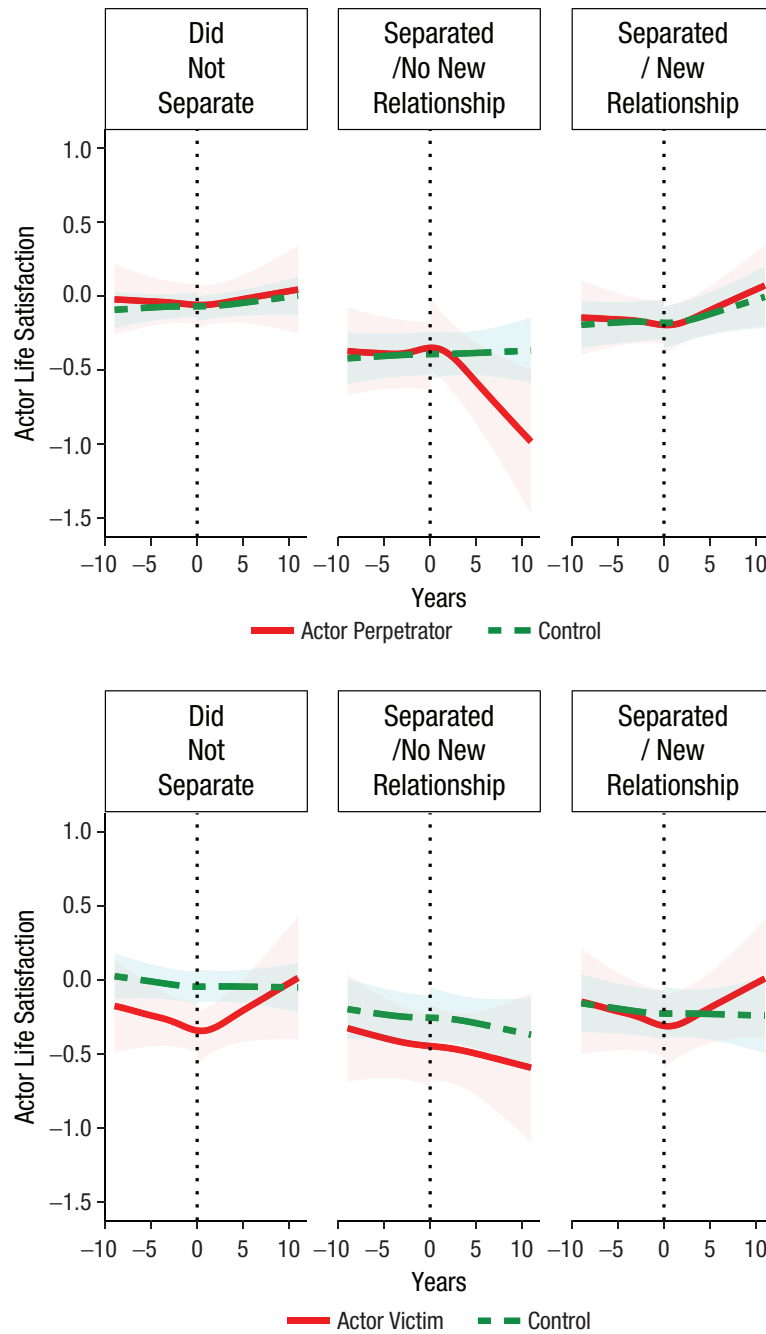 Did
Not
Separate
Separated
/No New
Relationship
Separated
/ New
Relationship
Actor Life Satisfaction
1.0
0.5
0.0
−0.5
−1.0
−1.5
−10 −5 0 5 10 −10 −5 0 5 10 −10 −5 0 5 10
Years
Actor Perpetrator Control
Did
Not
Separate
Separated
/No New
Relationship
Separated
/ New
Relationship
Actor Life Satisfaction
1.0
0.5
0.0
−0.5
−1.0
−1.5
−10 −5 0 5 10 −10 −5 0 5 10 −10 −5 0 5 10
Years
Actor Victim Control